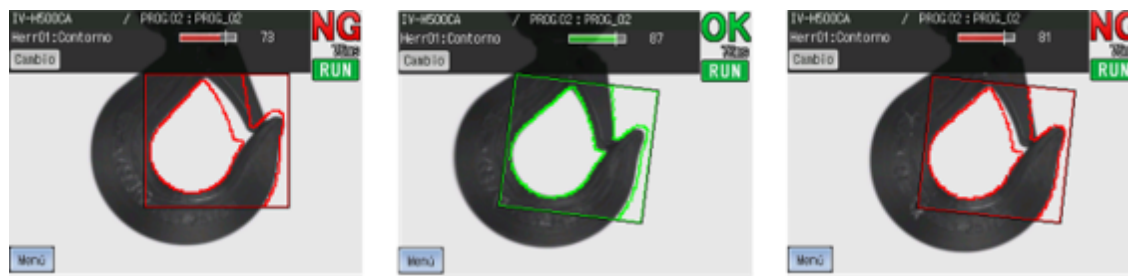 IV-H500CA / PROG02:PROG_02
NG
Herr01:Contorno 73
Cambio
RUN
Menú
IV-H500CA / PROG02:PROG_02
OK
Herr01:Contorno 87
Cambio
RUN
Menú
IV-H500CA / PROG02:PROG_02
NG
Herr01:Contorno 81
Cambio
RUN
Menú